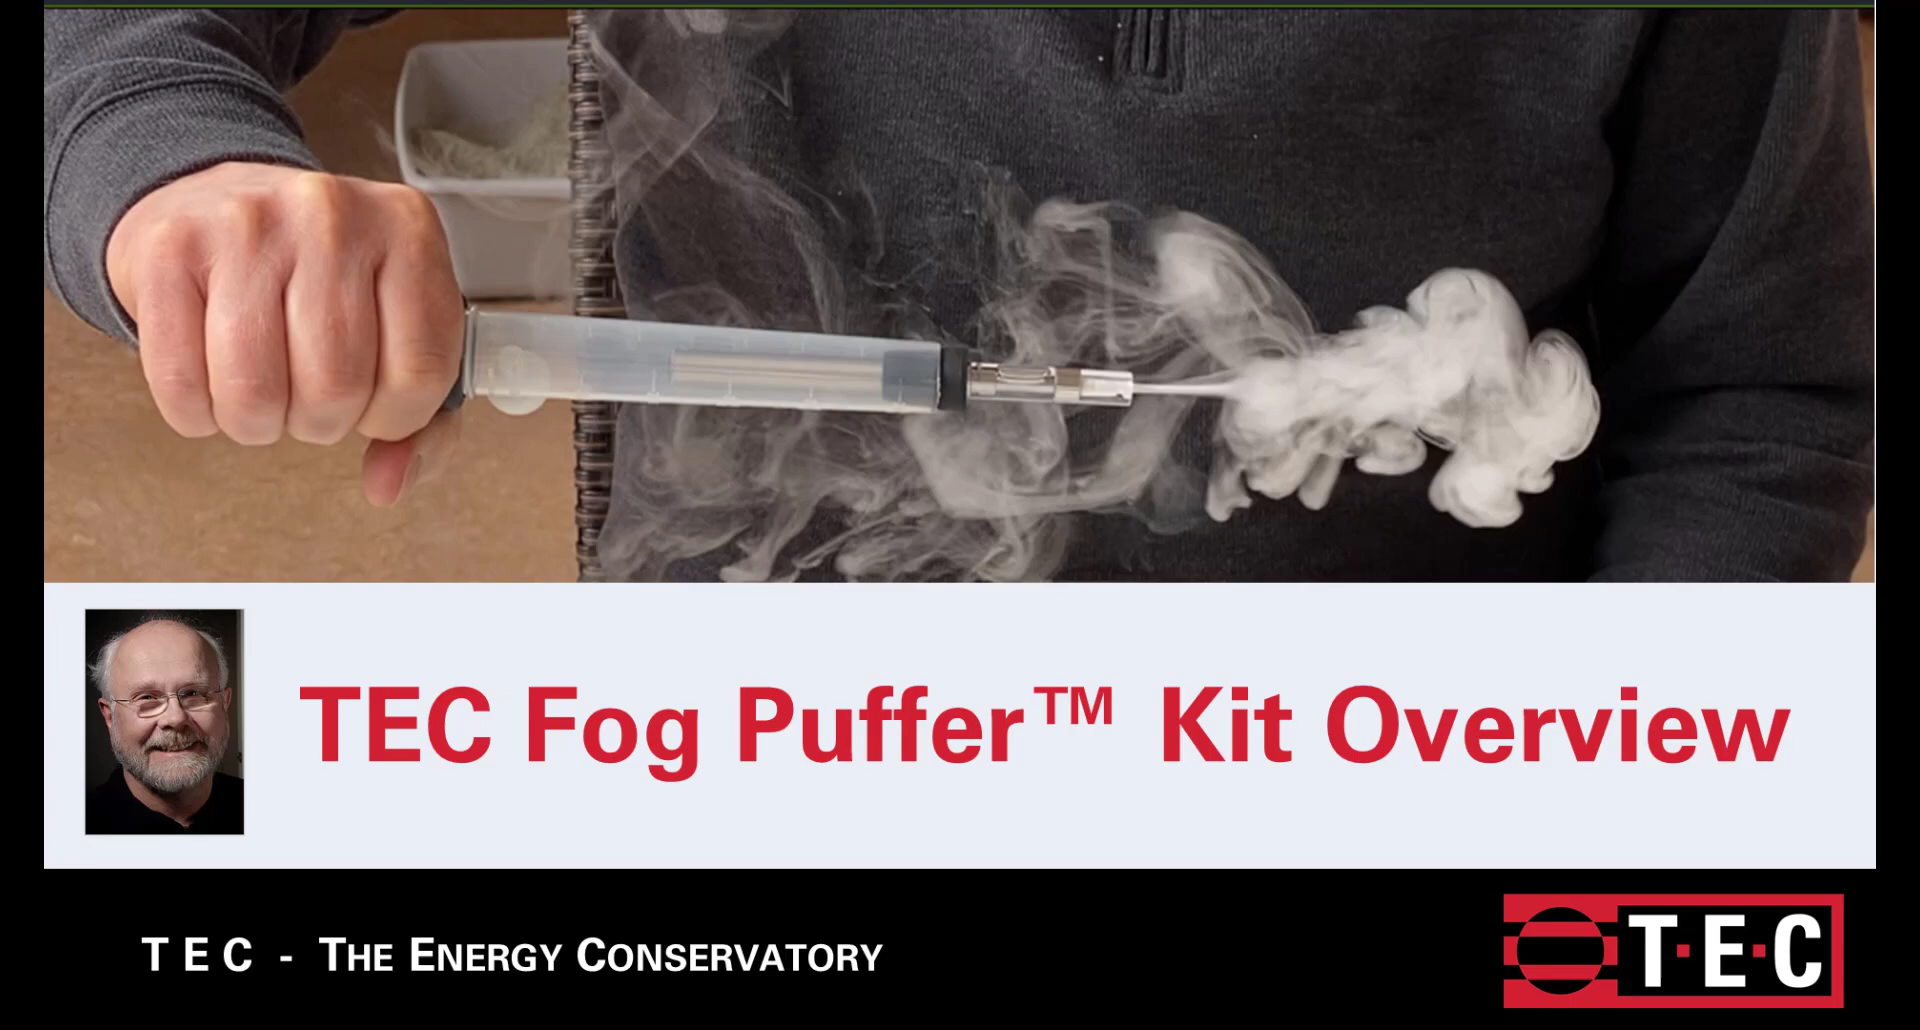 TEC Fog Puffer™ Kit Overview
TEC - THE ENERGY CONSERVATORY
T·E·C